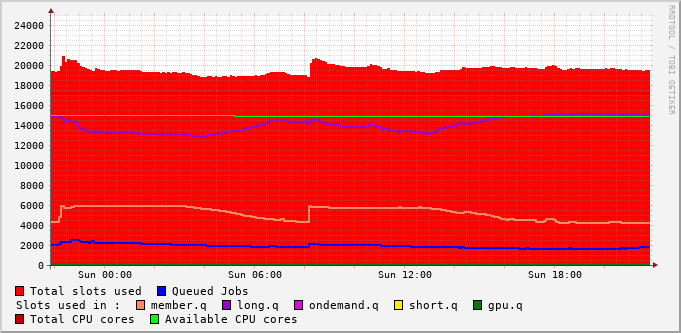 24000
22000
20000
18000
16000
14000
12000
10000
8000
6000
4000
2000
0
Sun 00:00 Sun 06:00 Sun 12:00 Sun 18:00
RRDTOOL / TOBI OETIKER
Total slots used Queued Jobs
Slots used in : member.q long.q ondemand.q short.q gpu.q
Total CPU cores Available CPU cores